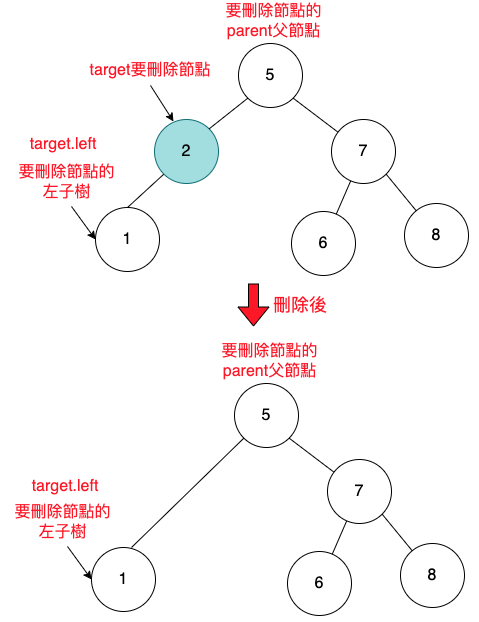 要刪除節點的
parent父節點
5
target要刪除節點
2
7
target.left
要刪除節點的
左子樹
1
6
8
刪除後
要刪除節點的
parent父節點
5
target.left
7
要刪除節點的
左子樹
1
6
8